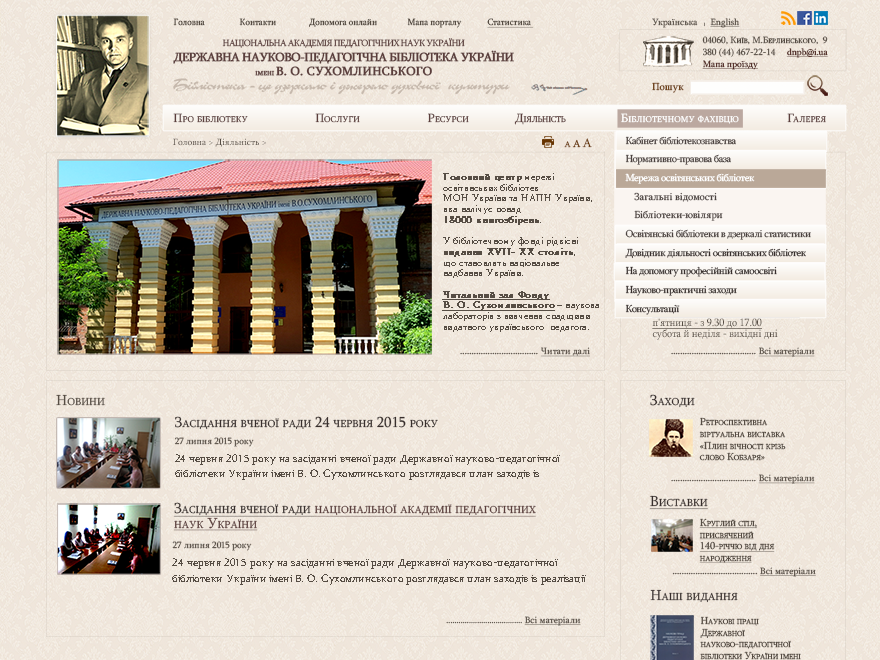 Головна Контакти Допомога онлайн Мапа порталу Статистика
Українська , English
НАЦІОНАЛЬНА АКАДЕМІЯ ПЕДАГОГІЧНИХ НАУК УКРАЇНИ
ДЕРЖАВНА НАУКОВО-ПЕДАГОГІЧНА БІБЛІОТЕКА УКРАЇНИ
ІМЕНІ В. О. СУХОМЛИНСЬКОГО
Бібліотека - це дзеркало і джерело духовної культури
04060, Київ, М.Берлинського, 9
380 (44) 467-22-14 dnpb@i.ua
Мапа проїзду
Пошук
Про бібліотеку Послуги Ресурси Діяльність Бібліотечному фахівцю Галерея
Головна > Діяльність >
А А А
Кабінет бібліотекознавства
Нормативно-правова база
Мережа освітянських бібліотек
Загальні відомості
Бібліотеки-ювіляри
Освітянські бібліотеки в дзеркалі статистики
Довідник діяльності освітянських бібліотек
На допомогу професійній самоосвіті
Науково-практичні заходи
Консультації
п'ятниця - з 9.30 до 17.00
субота й неділя - вихідні дні
Всі матеріали
ДЕРЖАВНА НАУКОВО-ПЕДАГОГІЧНА БІБЛІОТЕКА УКРАЇНИ ІМЕНІ В.О.СУХОМЛИНСЬКОГО
Головний центр мережі
освітянських бібліотек
МОН України та НАПН України,
яка налічує понад
18000 книгозбірень.
У бібліотечному фонді рідкісні
видання XVII- XX століть,
що становлять національне
надбання України.
Читальний зал Фонду
В. О. Сухомлинського – наукова
лабораторія з вивчення спадщини
видатного українського педагога.
Читати далі
Новини
Засідання вченої ради 24 червня 2015 року
27 липня 2015 року
24 червня 2015 року на засіданні вченої ради Державної науково-педагогічної
бібліотеки України імені В. О. Сухомлинського розглядався план заходів із
Засідання вченої ради національної академії педагогічних
наук України
27 липня 2015 року
24 червня 2015 року на засіданні вченої ради Державної науково-педагогічної
бібліотеки України імені В. О. Сухомлинського розглядався план заходів із реалізації
Всі матеріали
Заходи
Ретроспективна
віртуальна виставка
«Плин вічності крізь
слово Кобзаря»
Всі матеріали
Виставки
Круглий стіл,
присвячений
140-річчю від дня
народження
Всі матеріали
Наші видання
Наукові праці
Державної
науково-педагогічної
бібліотеки України імені